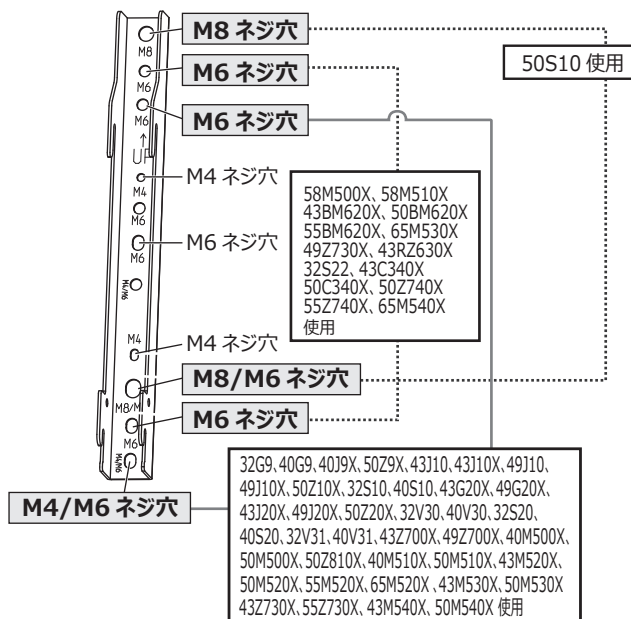 M8 ネジ穴
M8
M6 ネジ穴
50S10 使用
M6
M6 ネジ穴
M6
UP
M4 ネジ穴
M4
M6
M6 ネジ穴
M6
M4/M6
58M500X、58M510X
43BM620X、50BM620X
55BM620X、65M530X
49Z730X、43RZ630X
32S22、43C340X
50C340X、50Z740X
55Z740X、65M540X
使用
M4
M4 ネジ穴
M8/M6 ネジ穴
M8/M
M6 ネジ穴
M6
M4/M6
M4/M6 ネジ穴
32G9、40G9、40J9X、50Z9X、43J10、43J10X、49J10、
49J10X、50Z10X、32S10、40S10、43G20X、49G20X、
43J20X、49J20X、50Z20X、32V30、40V30、32S20、
40S20、32V31、40V31、43Z700X、49Z700X、40M500X、
50M500X、50Z810X、40M510X、50M510X、43M520X、
50M520X、55M520X、65M520X、43M530X、50M530X
43Z730X、55Z730X、43M540X、50M540X 使用